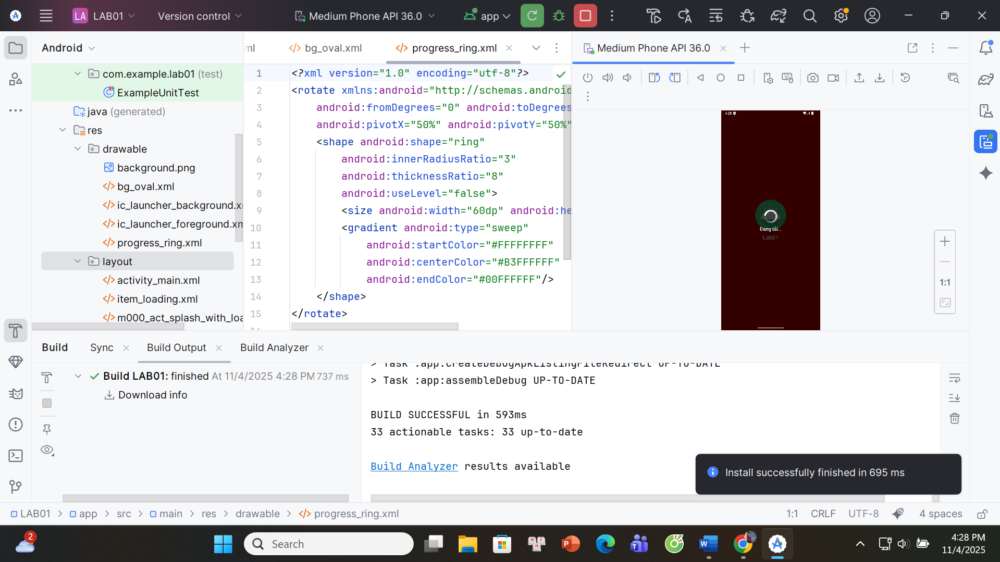 LA LAB01 Version control Medium Phone API 36.0 app
Android
com.example.lab01 (test)
ExampleUnitTest
java (generated)
res
drawable
background.png
bg_oval.xml
ic_launcher_background.x
ic_launcher_foreground.xm
progress_ring.xml
layout
activity_main.xml
item_loading.xml
m000_act_splash_with_loa
ml bg_oval.xml progress_ring.xml
1 <?xml version="1.0" encoding="utf-8"?>
2 <rotate xmlns:android="http://schemas.android
3 android:fromDegrees="0" android:toDegrees
4 android:pivotX="50%" android:pivotY="50%"
5 <shape android:shape="ring"
6 android:innerRadiusRatio="3"
7 android:thicknessRatio="8"
8 android:useLevel="false">
9 <size android:width="60dp" android:he
10 <gradient android:type="sweep"
11 android:startColor="#FFFFFFFF"
12 android:centerColor="#B3FFFFFF"
13 android:endColor="#00FFFFFF"/>
14 </shape>
15 </rotate>
Medium Phone API 36.0
4:28
Đang tải...
Lab01
1:1
Build Sync Build Output Build Analyzer
Build LAB01: finished At 11/4/2025 4:28 PM 737 ms
Download info
> Task :app:createDebugApkListingFileRedirect UP-TO-DATE
> Task :app:assembleDebug UP-TO-DATE
BUILD SUCCESSFUL in 593ms
33 actionable tasks: 33 up-to-date
Build Analyzer results available
Install successfully finished in 695 ms
LAB01 > app > src > main > res > drawable > progress_ring.xml
1:1 CRLF UTF-8 4 spaces
2
Search
4:28 PM
11/4/2025